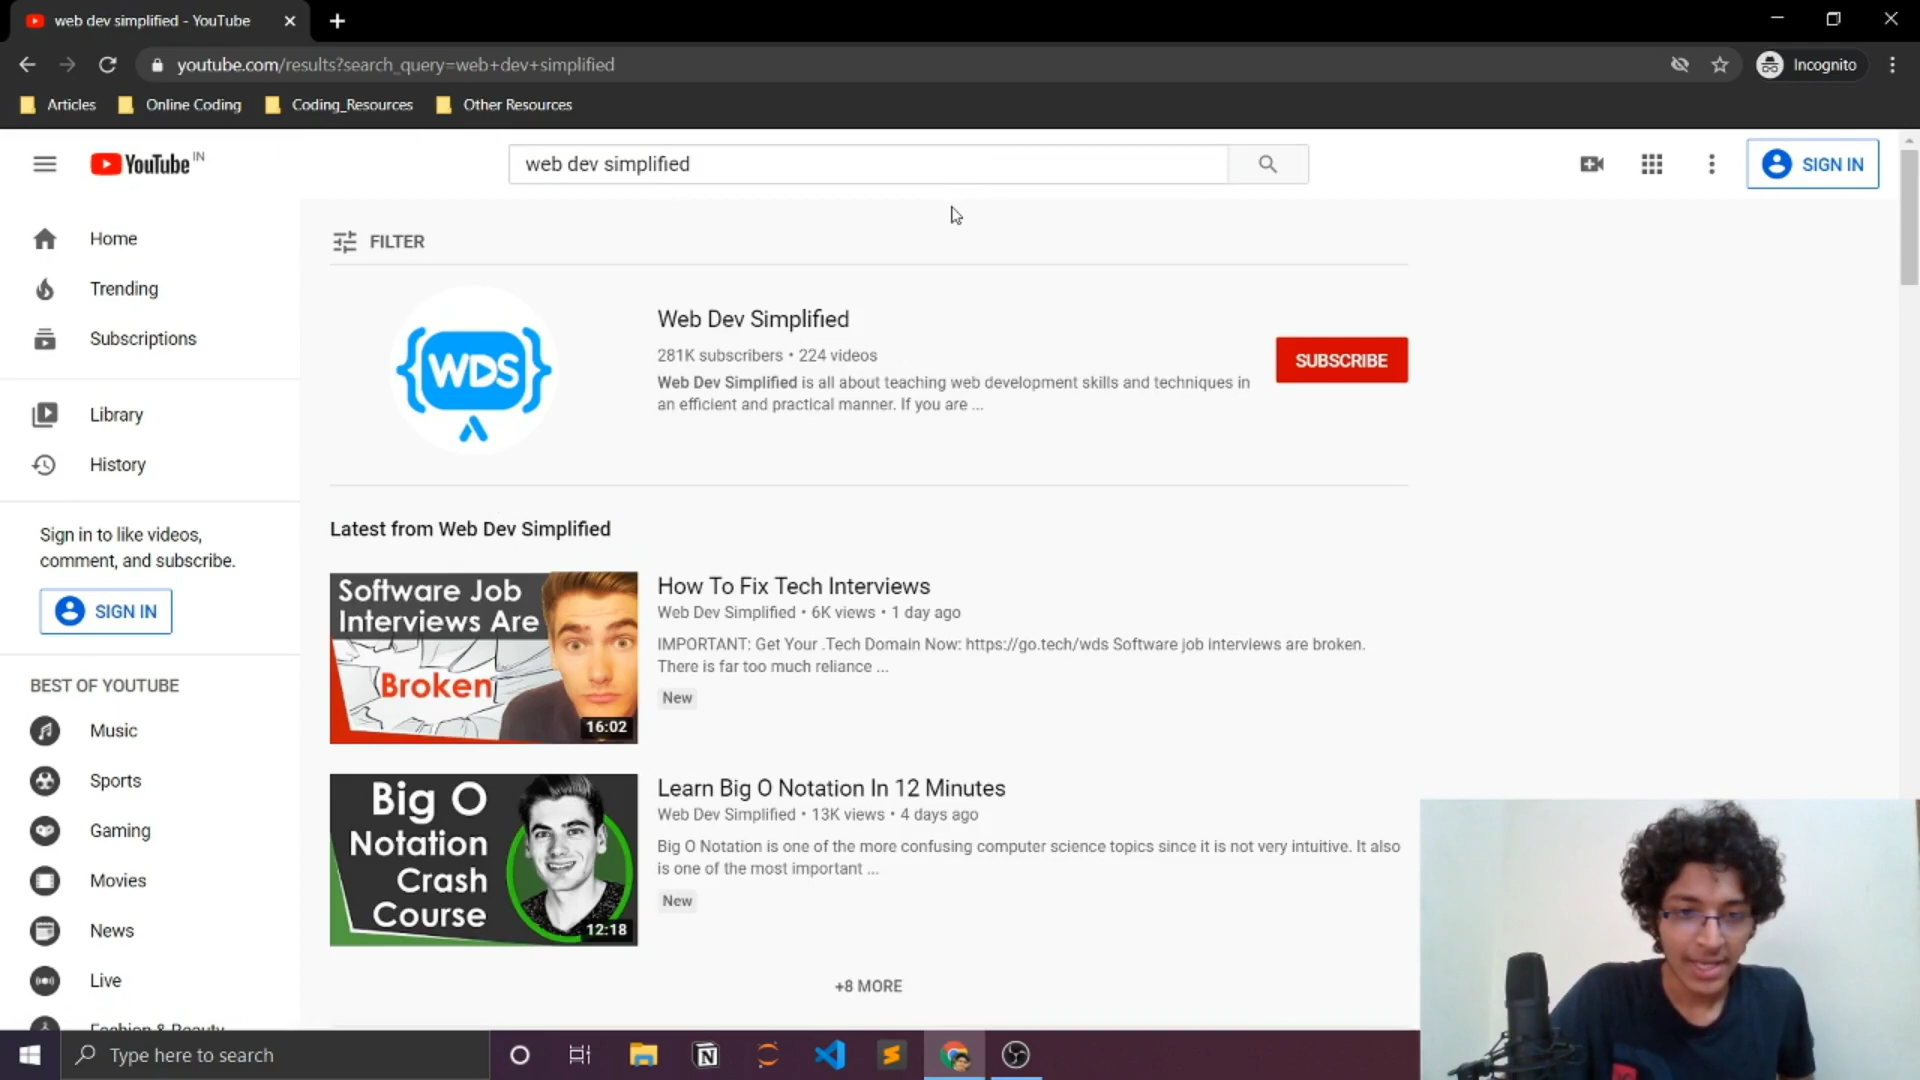 web dev simplified - YouTube
youtube.com/results?search_query=web+dev+simplified
Incognito
Articles
Online Coding
Coding_Resources
Other Resources
YouTube IN
web dev simplified
SIGN IN
Home
Trending
Subscriptions
Library
History
Sign in to like videos,
comment, and subscribe.
SIGN IN
BEST OF YOUTUBE
Music
Sports
Gaming
Movies
News
Live
Fashion & Beauty
FILTER
{WDS}
Web Dev Simplified
281K subscribers • 224 videos
Web Dev Simplified is all about teaching web development skills and techniques in
an efficient and practical manner. If you are ...
SUBSCRIBE
Latest from Web Dev Simplified
Software Job
Interviews Are
Broken
16:02
How To Fix Tech Interviews
Web Dev Simplified • 6K views • 1 day ago
IMPORTANT: Get Your .Tech Domain Now: https://go.tech/wds Software job interviews are broken.
There is far too much reliance ...
New
Big O
Notation
Crash
Course
12:18
Learn Big O Notation In 12 Minutes
Web Dev Simplified • 13K views • 4 days ago
Big O Notation is one of the more confusing computer science topics since it is not very intuitive. It also
is one of the most important ...
New
+8 MORE
Type here to search